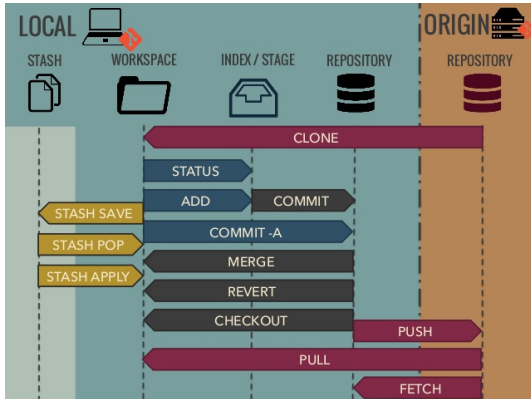 LOCAL
ORIGIN
STASH
WORKSPACE
INDEX / STAGE
REPOSITORY
REPOSITORY
CLONE
STATUS
ADD
COMMIT
STASH SAVE
COMMIT -A
STASH POP
MERGE
STASH APPLY
REVERT
CHECKOUT
PUSH
PULL
FETCH